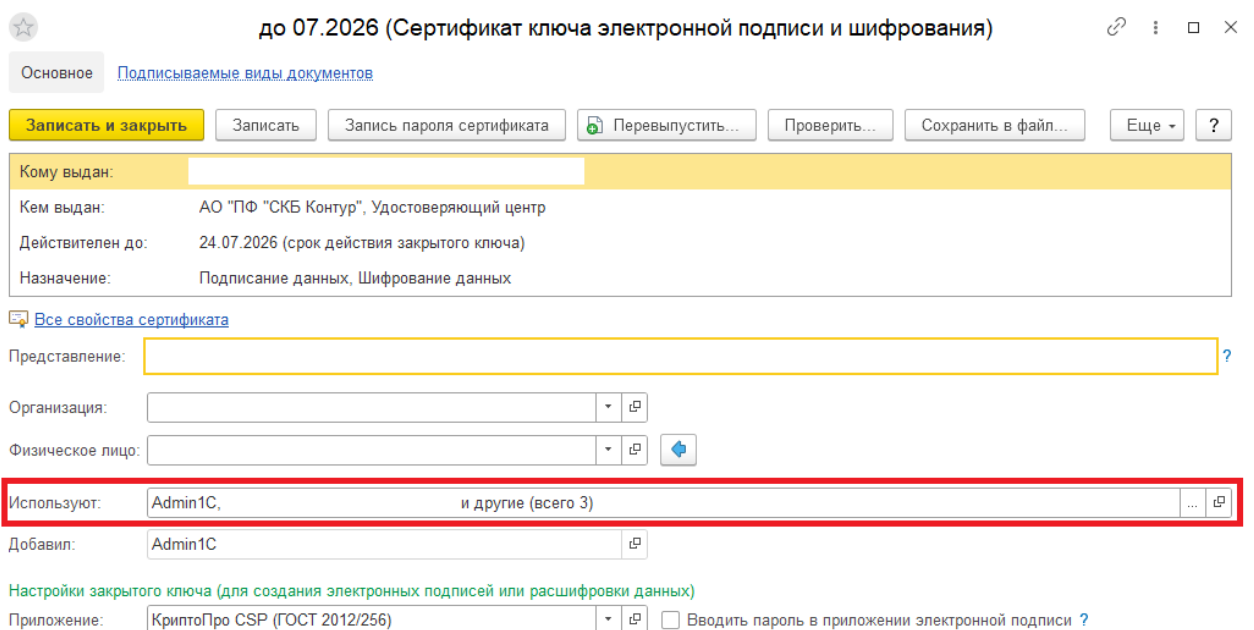 до 07.2026 (Сертификат ключа электронной подписи и шифрования)
Основное Подписываемые виды документов
Записать и закрыть Записать Запись пароля сертификата Перевыпустить... Проверить... Сохранить в файл... Еще ?
Кому выдан:
Кем выдан: АО "ПФ "СКБ Контур", Удостоверяющий центр
Действителен до: 24.07.2026 (срок действия закрытого ключа)
Назначение: Подписание данных, Шифрование данных
Все свойства сертификата
Представление: ?
Организация:
Физическое лицо:
Используют: Admin1C, и другие (всего 3) ...
Добавил: Admin1C
Настройки закрытого ключа (для создания электронных подписей или расшифровки данных)
Приложение: КриптоПро CSP (ГОСТ 2012/256) Вводить пароль в приложении электронной подписи ?